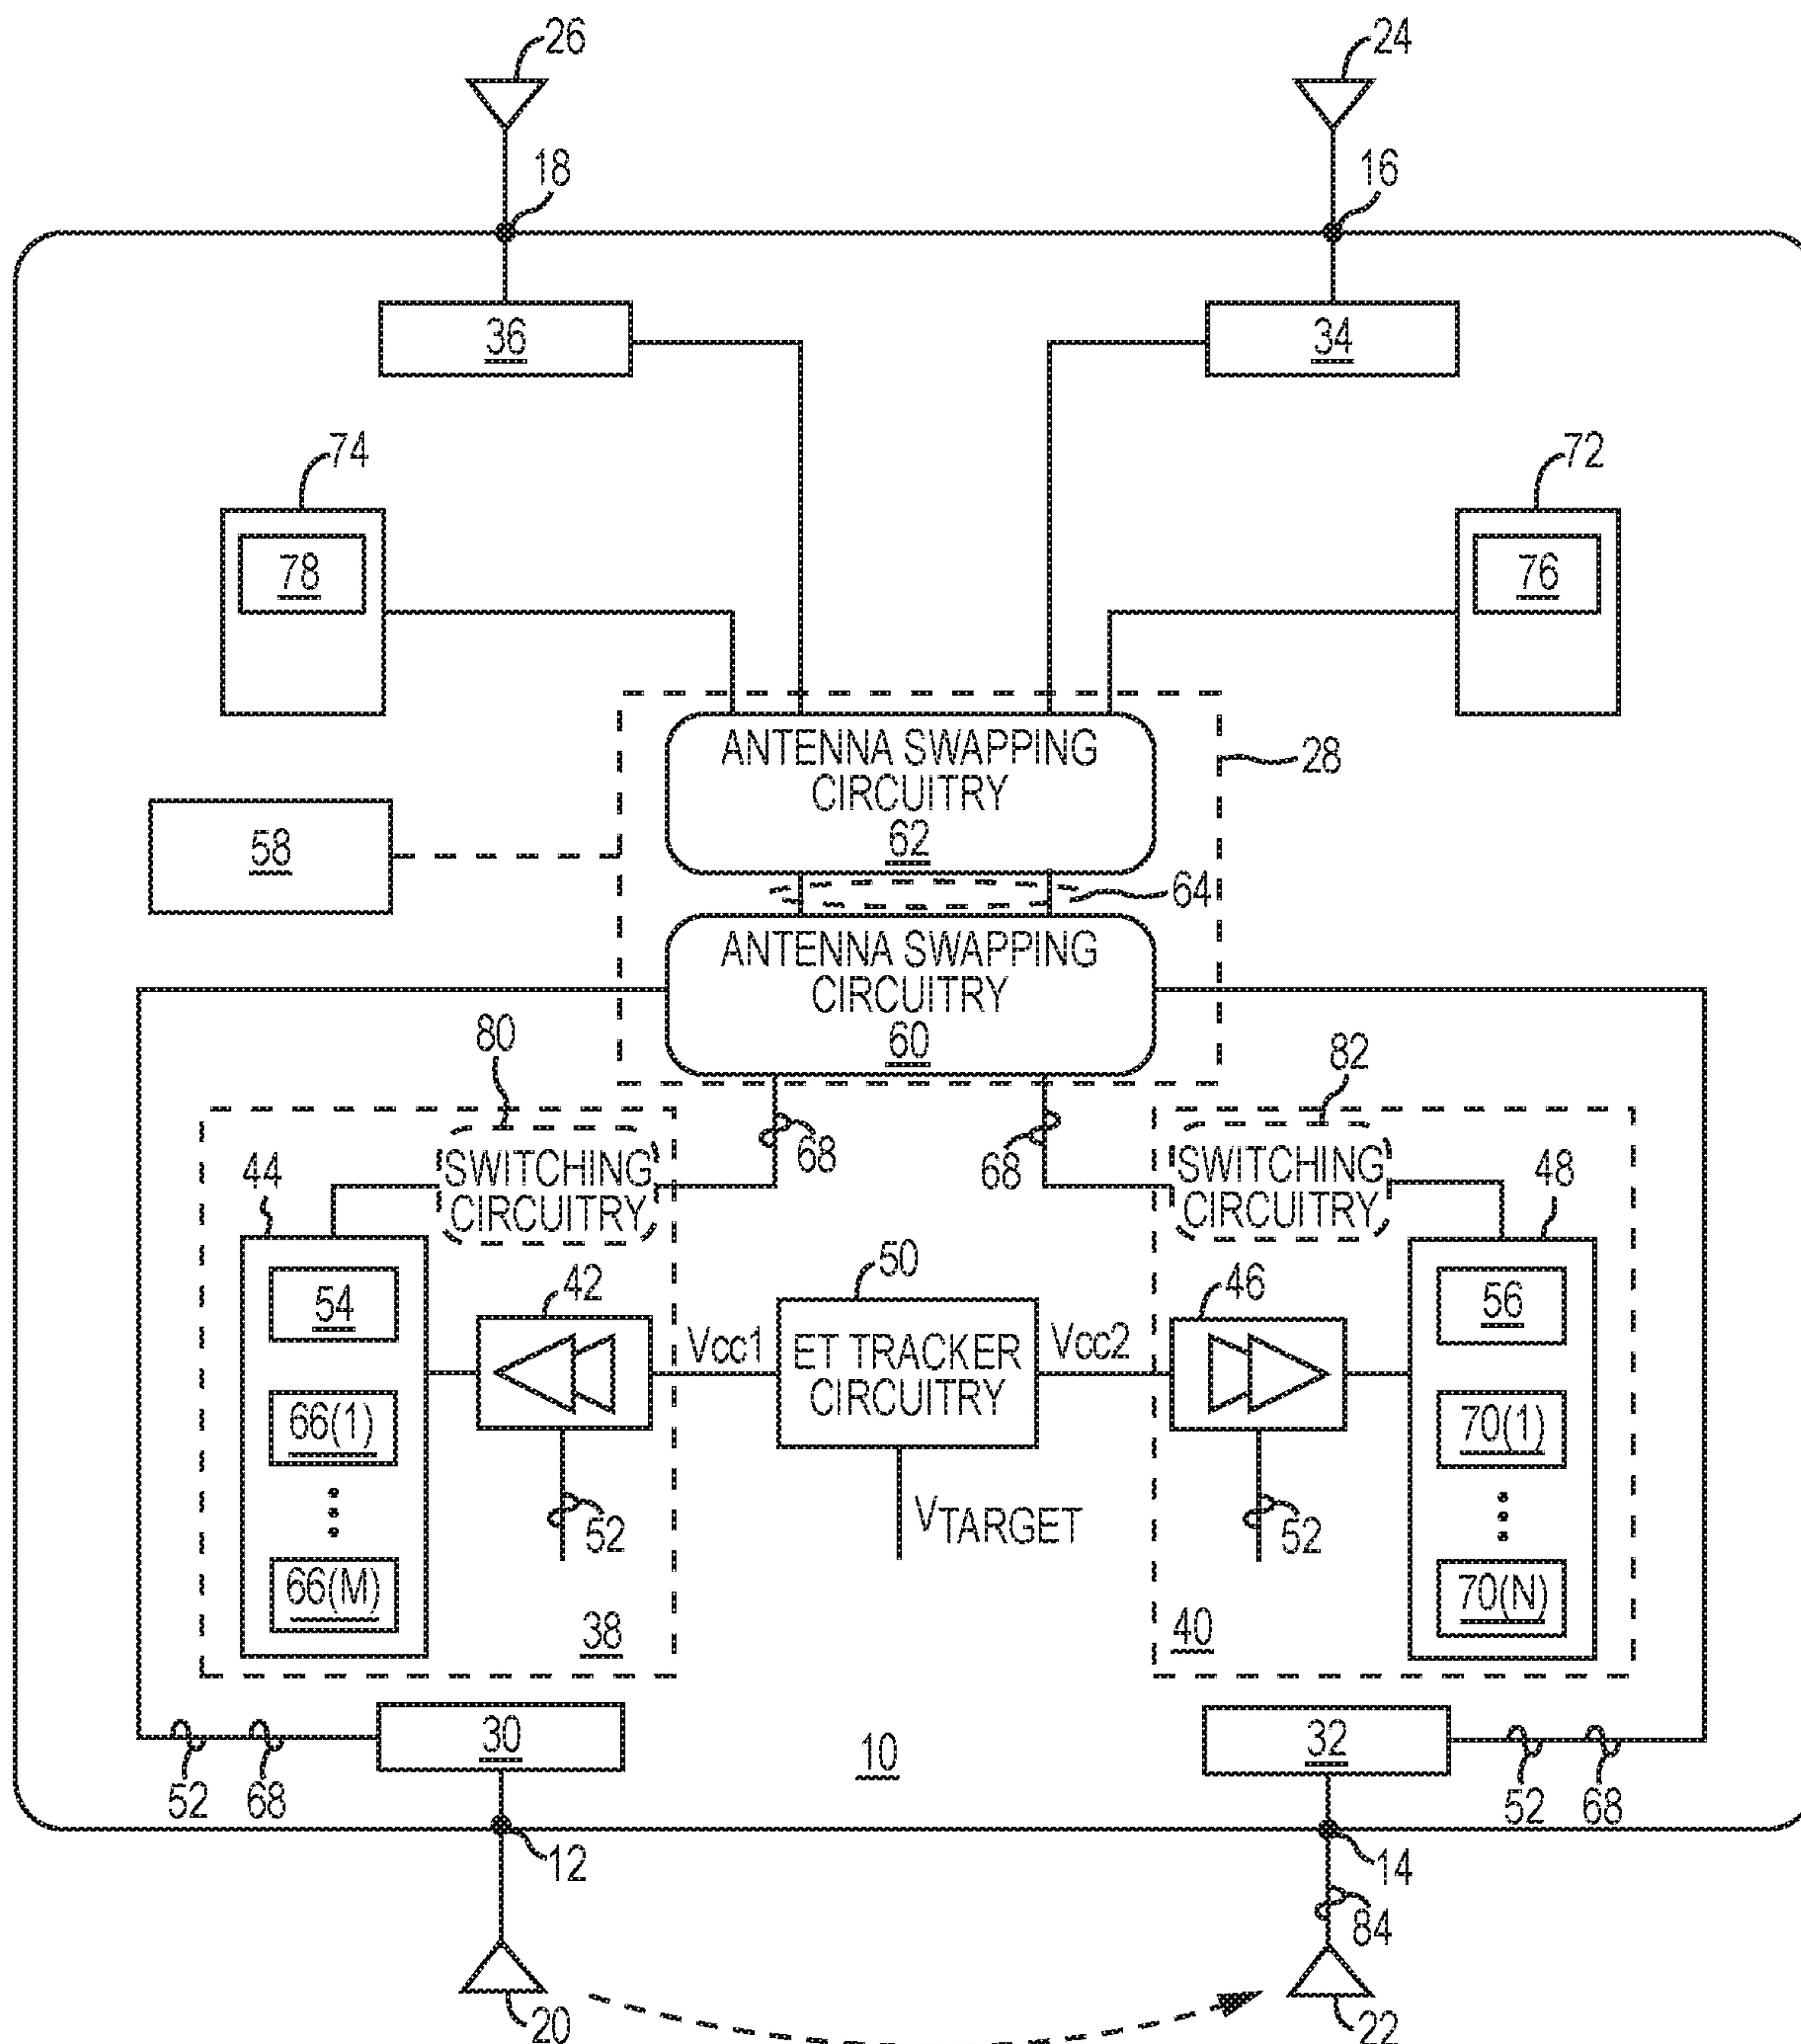 26
24
18
16
36
34
74
72
78
76
ANTENNA SWAPPING
CIRCUITRY
62
28
58
64
ANTENNA SWAPPING
CIRCUITRY
60
80
82
68
68
SWITCHING
CIRCUITRY
SWITCHING
CIRCUITRY
44
48
50
42
46
54
56
Vcc1
ET TRACKER
CIRCUITRY
Vcc2
66(1)
70(1)
52
VTARGET
52
66(M)
70(N)
38
40
30
10
32
52
68
52
68
12
14
84
20
22